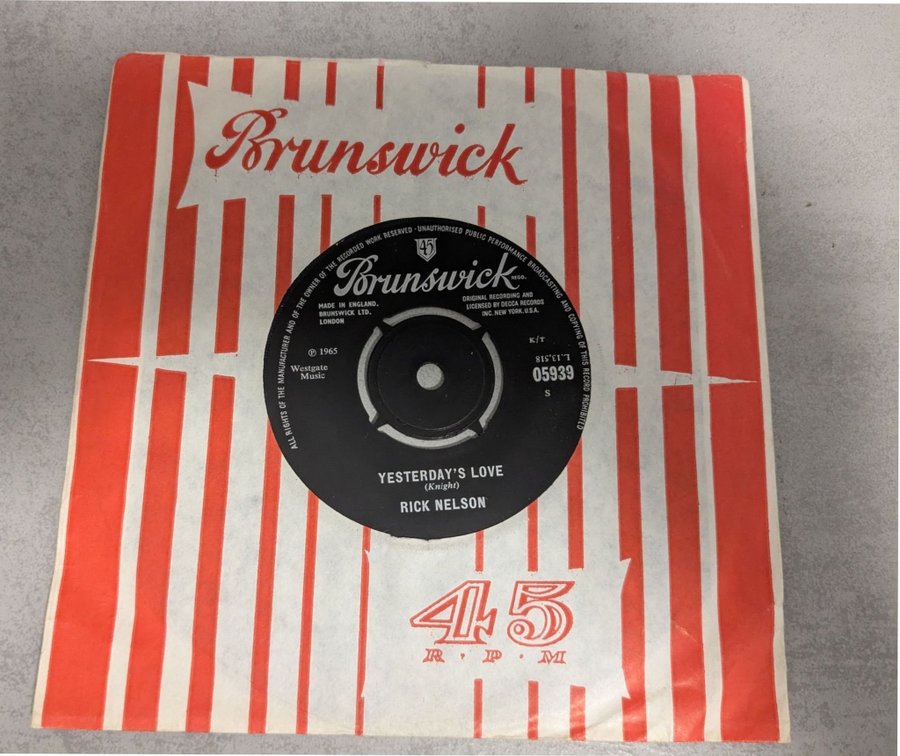 Brunswick
ALL RIGHTS OF THE MANUFACTURER AND OF THE OWNER OF THE RECORDED WORK RESERVED · UNAUTHORISED PUBLIC PERFORMANCE BROADCASTING AND COPYING OF THIS RECORD PROHIBITED
45
Brunswick
REGD.
MADE IN ENGLAND.
BRUNSWICK LTD.
LONDON
ORIGINAL RECORDING AND
LICENSED BY DECCA RECORDS
INC. NEW YORK. U.S.A.
K/T
℗ 1965
L.13,518
Westgate
Music
05939
S
YESTERDAY'S LOVE
(Knight)
RICK NELSON
45
R·P·M